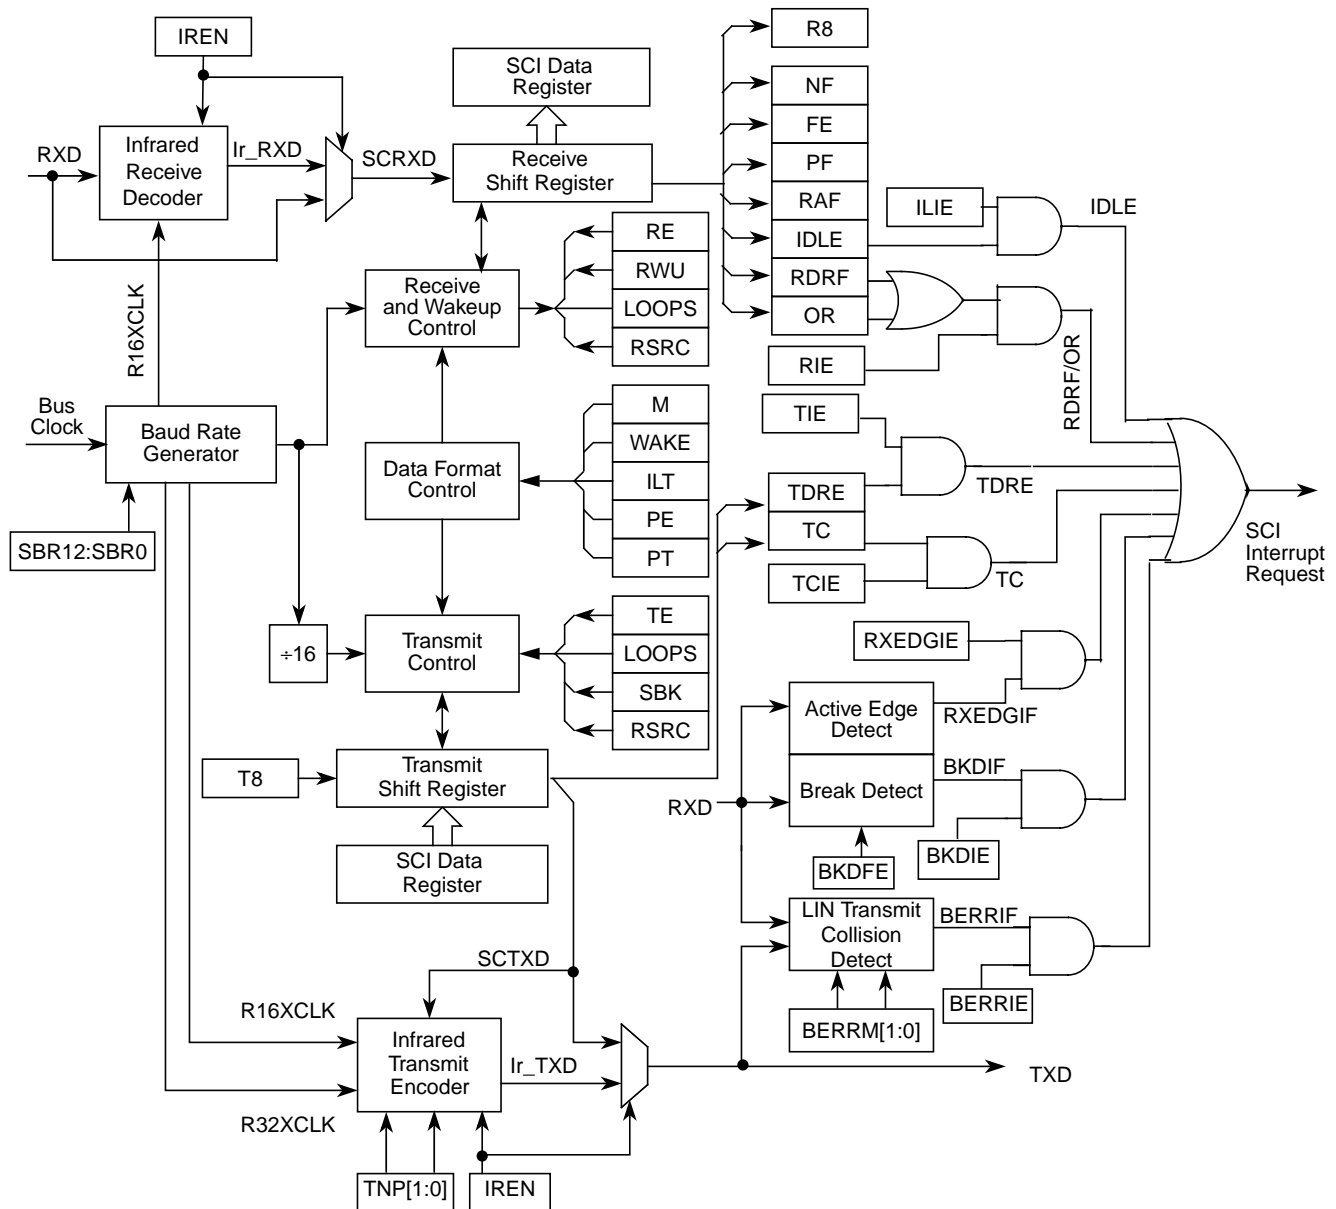 IREN
SCI Data
Register
R8
NF
FE
PF
RAF
IDLE
RDRF
OR
RXD
Infrared
Receive
Decoder
Ir_RXD
SCRXD
Receive
Shift Register
ILIE
IDLE
RE
RWU
LOOPS
RSRC
Receive
and Wakeup
Control
R16XCLK
RIE
RDRF/OR
Bus
Clock
Baud Rate
Generator
SBR12:SBR0
Data Format
Control
M
WAKE
ILT
PE
PT
TIE
TDRE
TC
TCIE
TDRE
TC
SCI
Interrupt
Request
÷16
Transmit
Control
TE
LOOPS
SBK
RSRC
RXEDGIE
Active Edge
Detect
RXEDGIF
T8
Transmit
Shift Register
RXD
Break Detect
BKDIF
BKDIE
BKDFE
SCI Data
Register
LIN Transmit
Collision
Detect
BERRIF
BERRIE
BERRM[1:0]
SCTXD
R16XCLK
Infrared
Transmit
Encoder
Ir_TXD
TXD
R32XCLK
TNP[1:0]
IREN